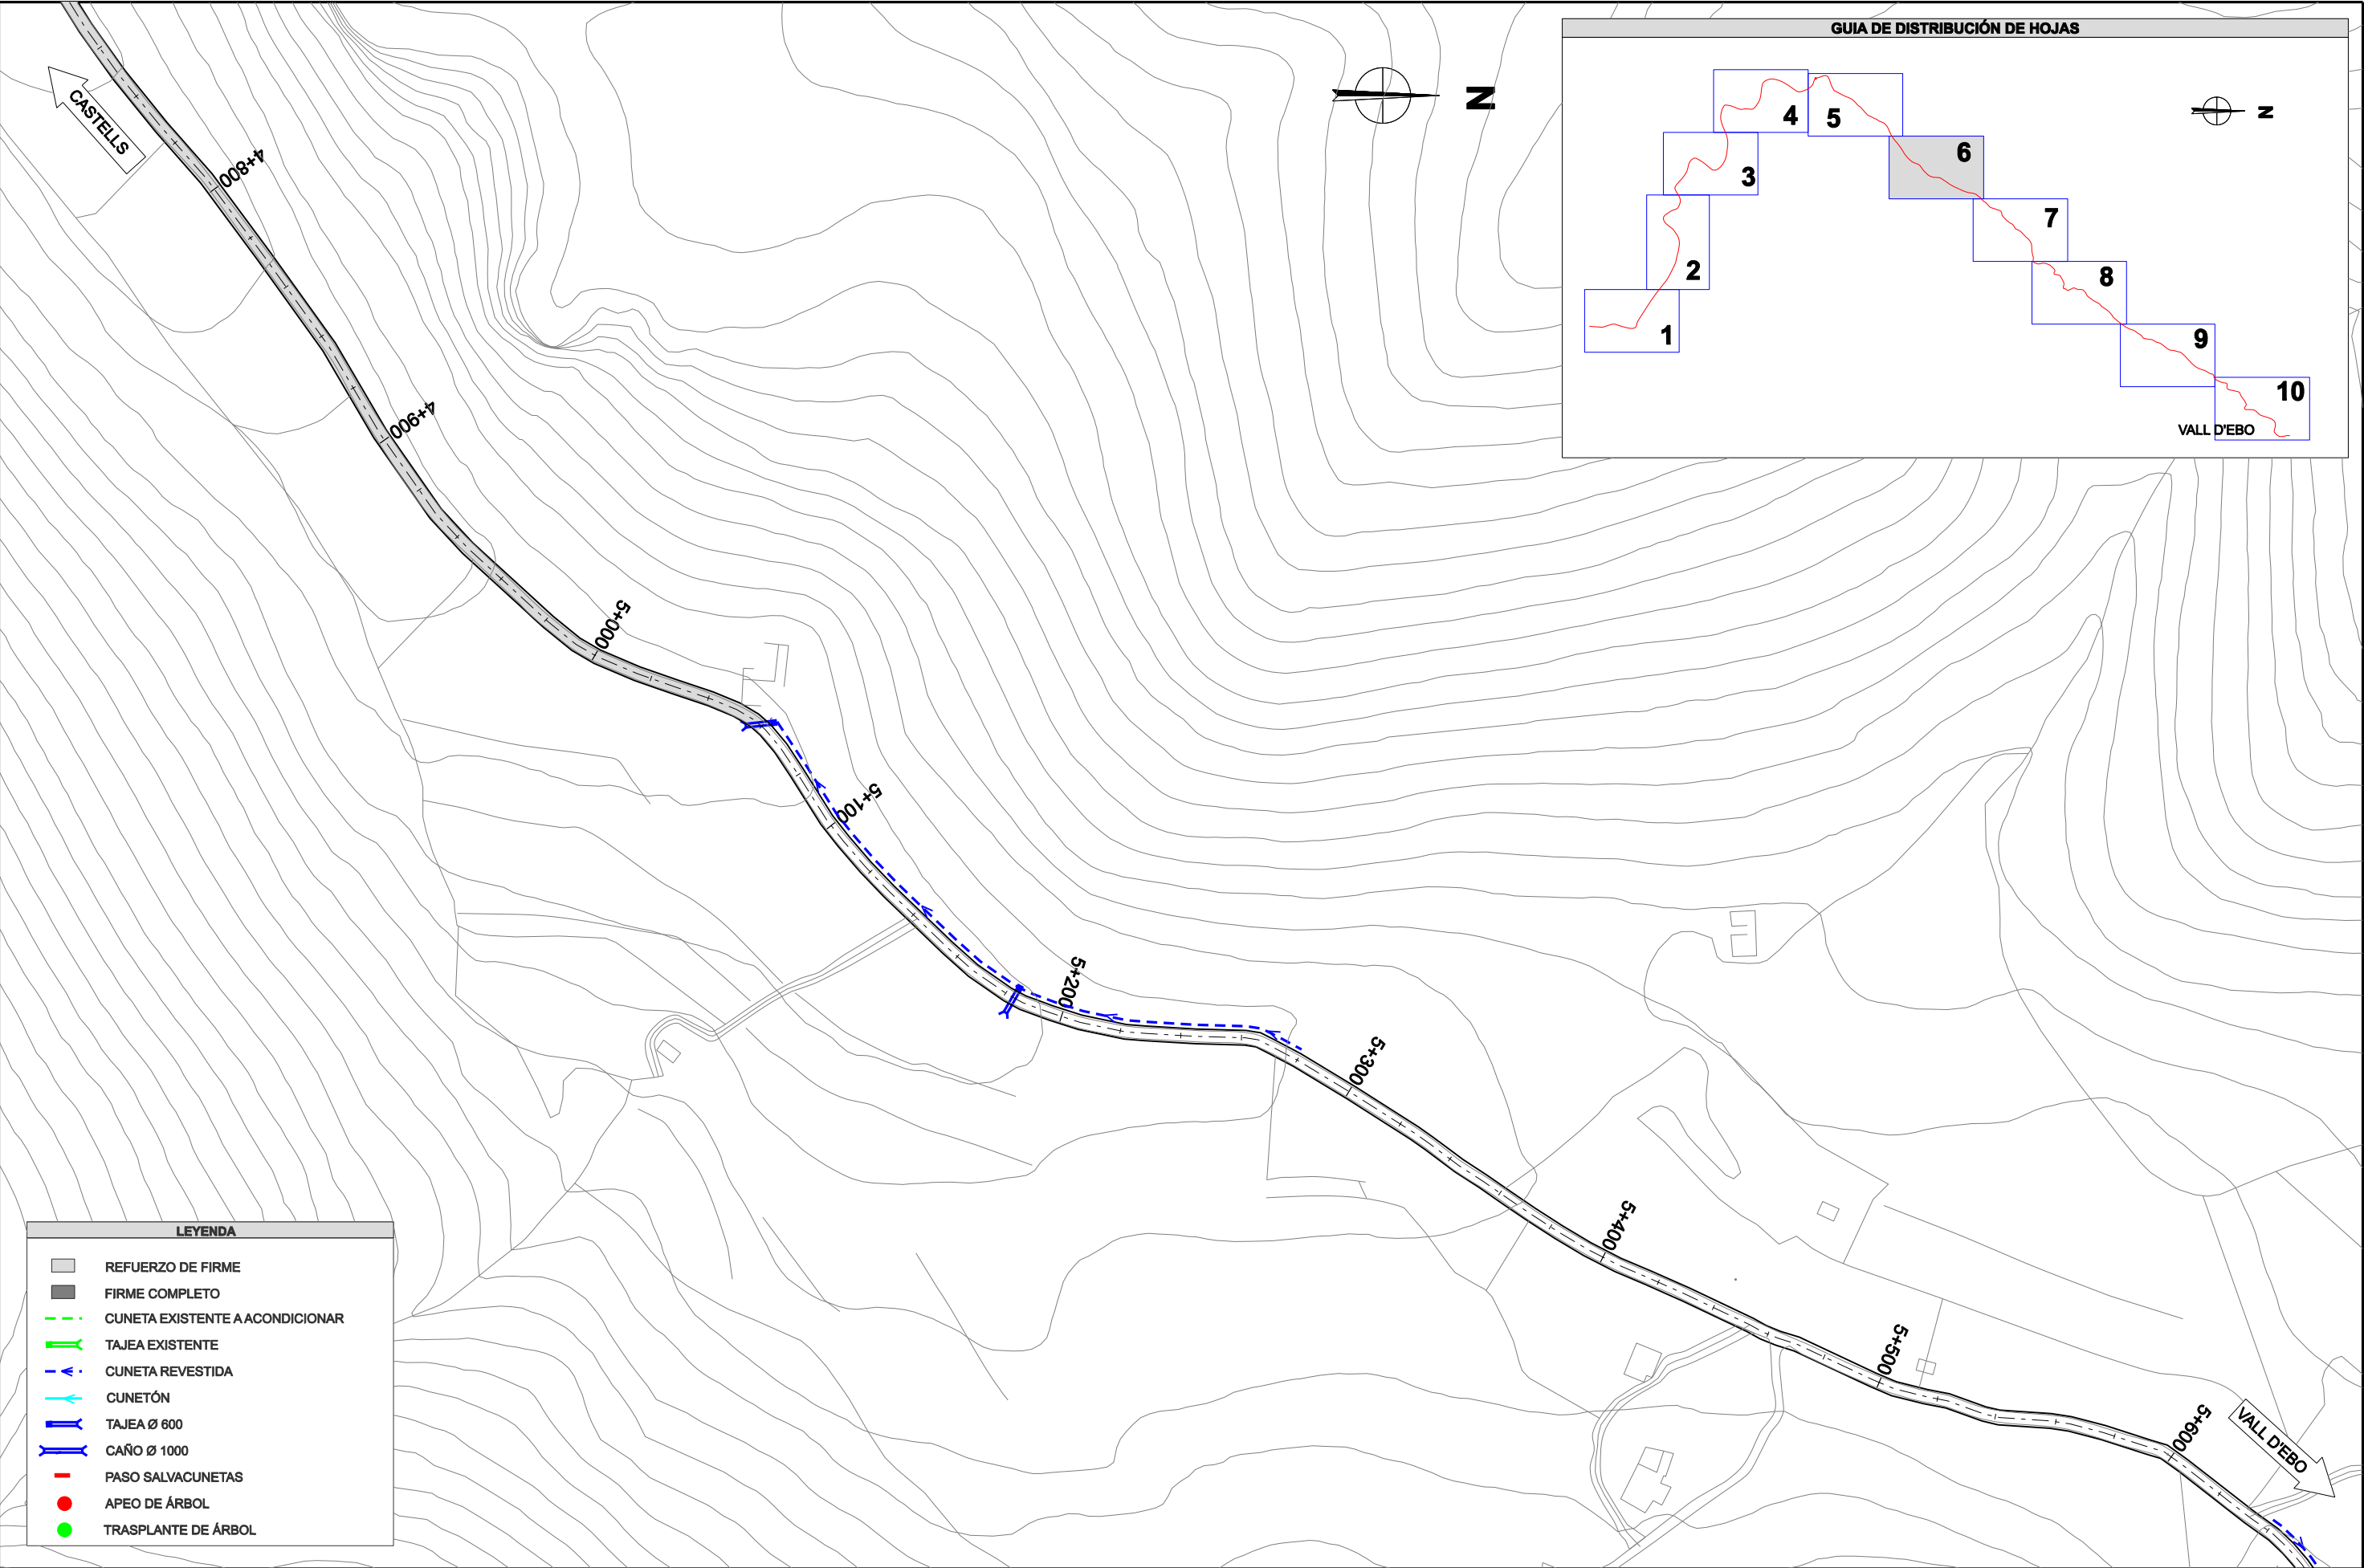 GUIA DE DISTRIBUCIÓN DE HOJAS
N
N
4
5
6
3
7
2
8
1
9
10
VALL D'EBO
CASTELLS
4+800
4+900
5+000
5+100
5+200
5+300
5+400
5+500
5+600
VALL D'EBO
LEYENDA
REFUERZO DE FIRME
FIRME COMPLETO
CUNETA EXISTENTE A ACONDICIONAR
TAJEA EXISTENTE
CUNETA REVESTIDA
CUNETÓN
TAJEA Ø 600
CAÑO Ø 1000
PASO SALVACUNETAS
APEO DE ÁRBOL
TRASPLANTE DE ÁRBOL